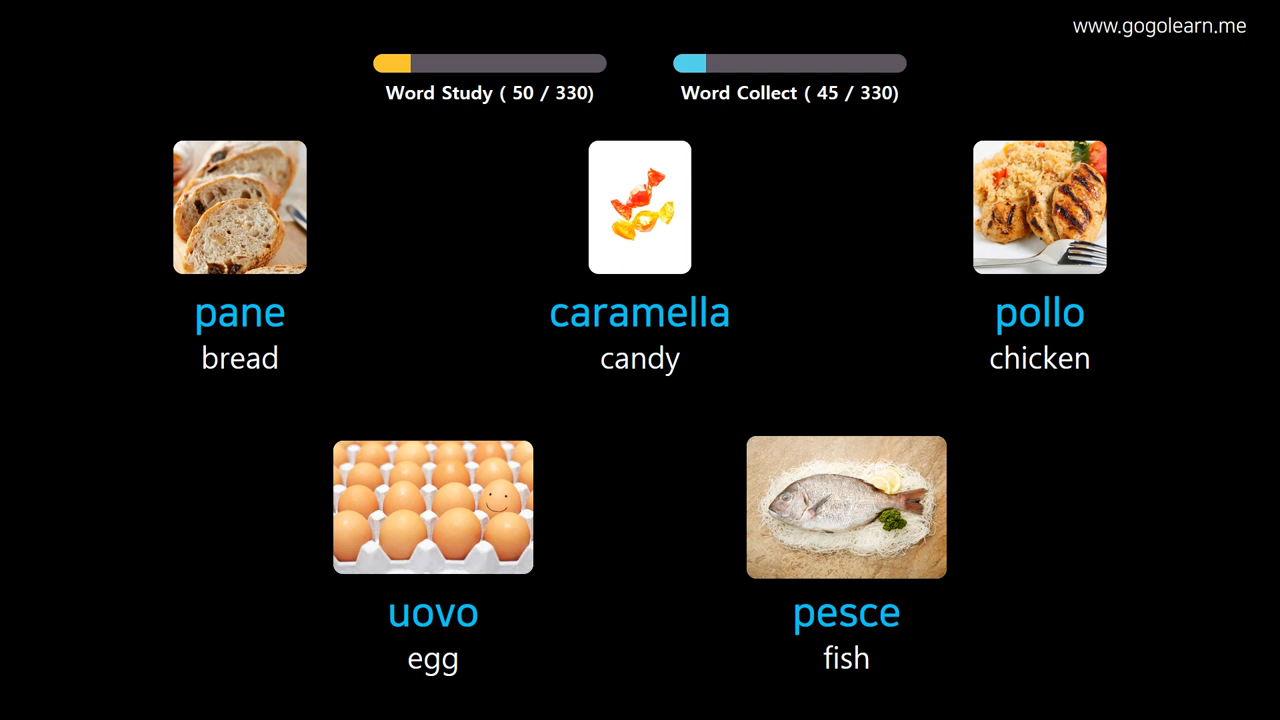 www.gogolearn.me
Word Study ( 50 / 330)
Word Collect ( 45 / 330)
pane
bread
caramella
candy
pollo
chicken
uovo
egg
pesce
fish